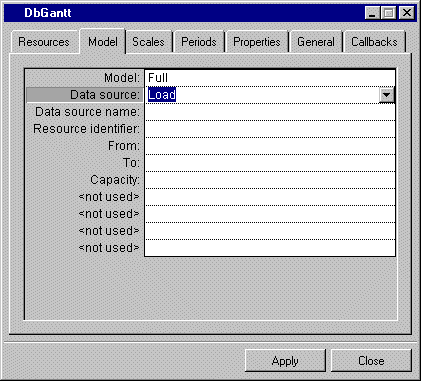 DbGantt
Resources Model Scales Periods Properties General Callbacks
Model: Full
Data source: Load
Data source name:
Resource identifier:
From:
To:
Capacity:
<not used>
<not used>
<not used>
<not used>
Apply Close